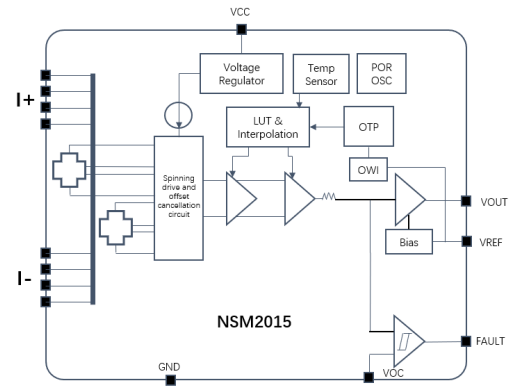 VCC
Voltage
Regulator
Temp
Sensor
POR
OSC
I+
LUT &
Interpolation
OTP
OWI
Spinning
drive and
offset
cancellation
circuit
VOUT
Bias
VREF
I-
NSM2015
FAULT
GND
VOC